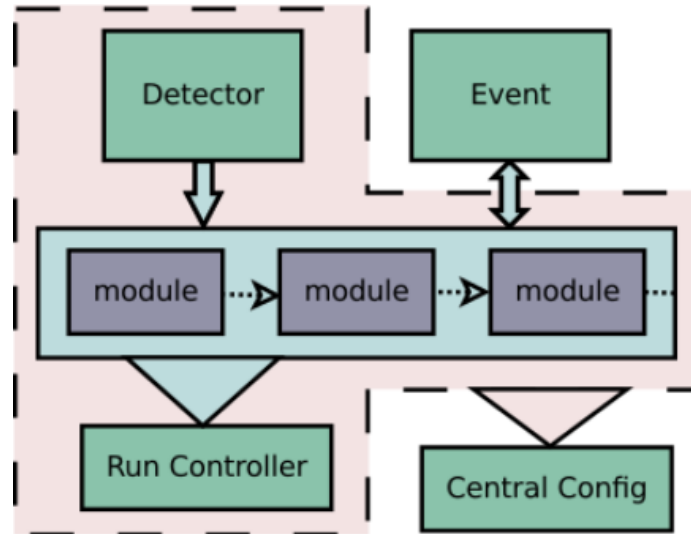 Detector
Event
module
module
module
Run Controller
Central Config